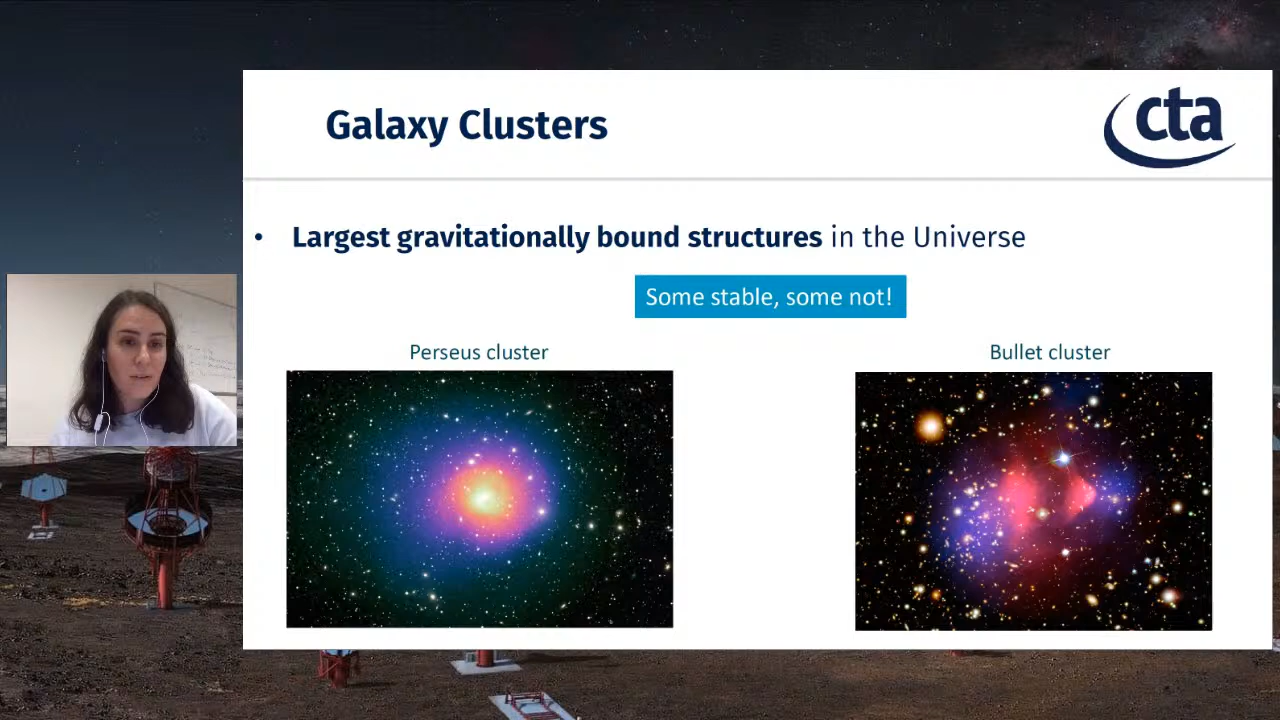 Galaxy Clusters
cta
• Largest gravitationally bound structures in the Universe
Some stable, some not!
Perseus cluster
Bullet cluster